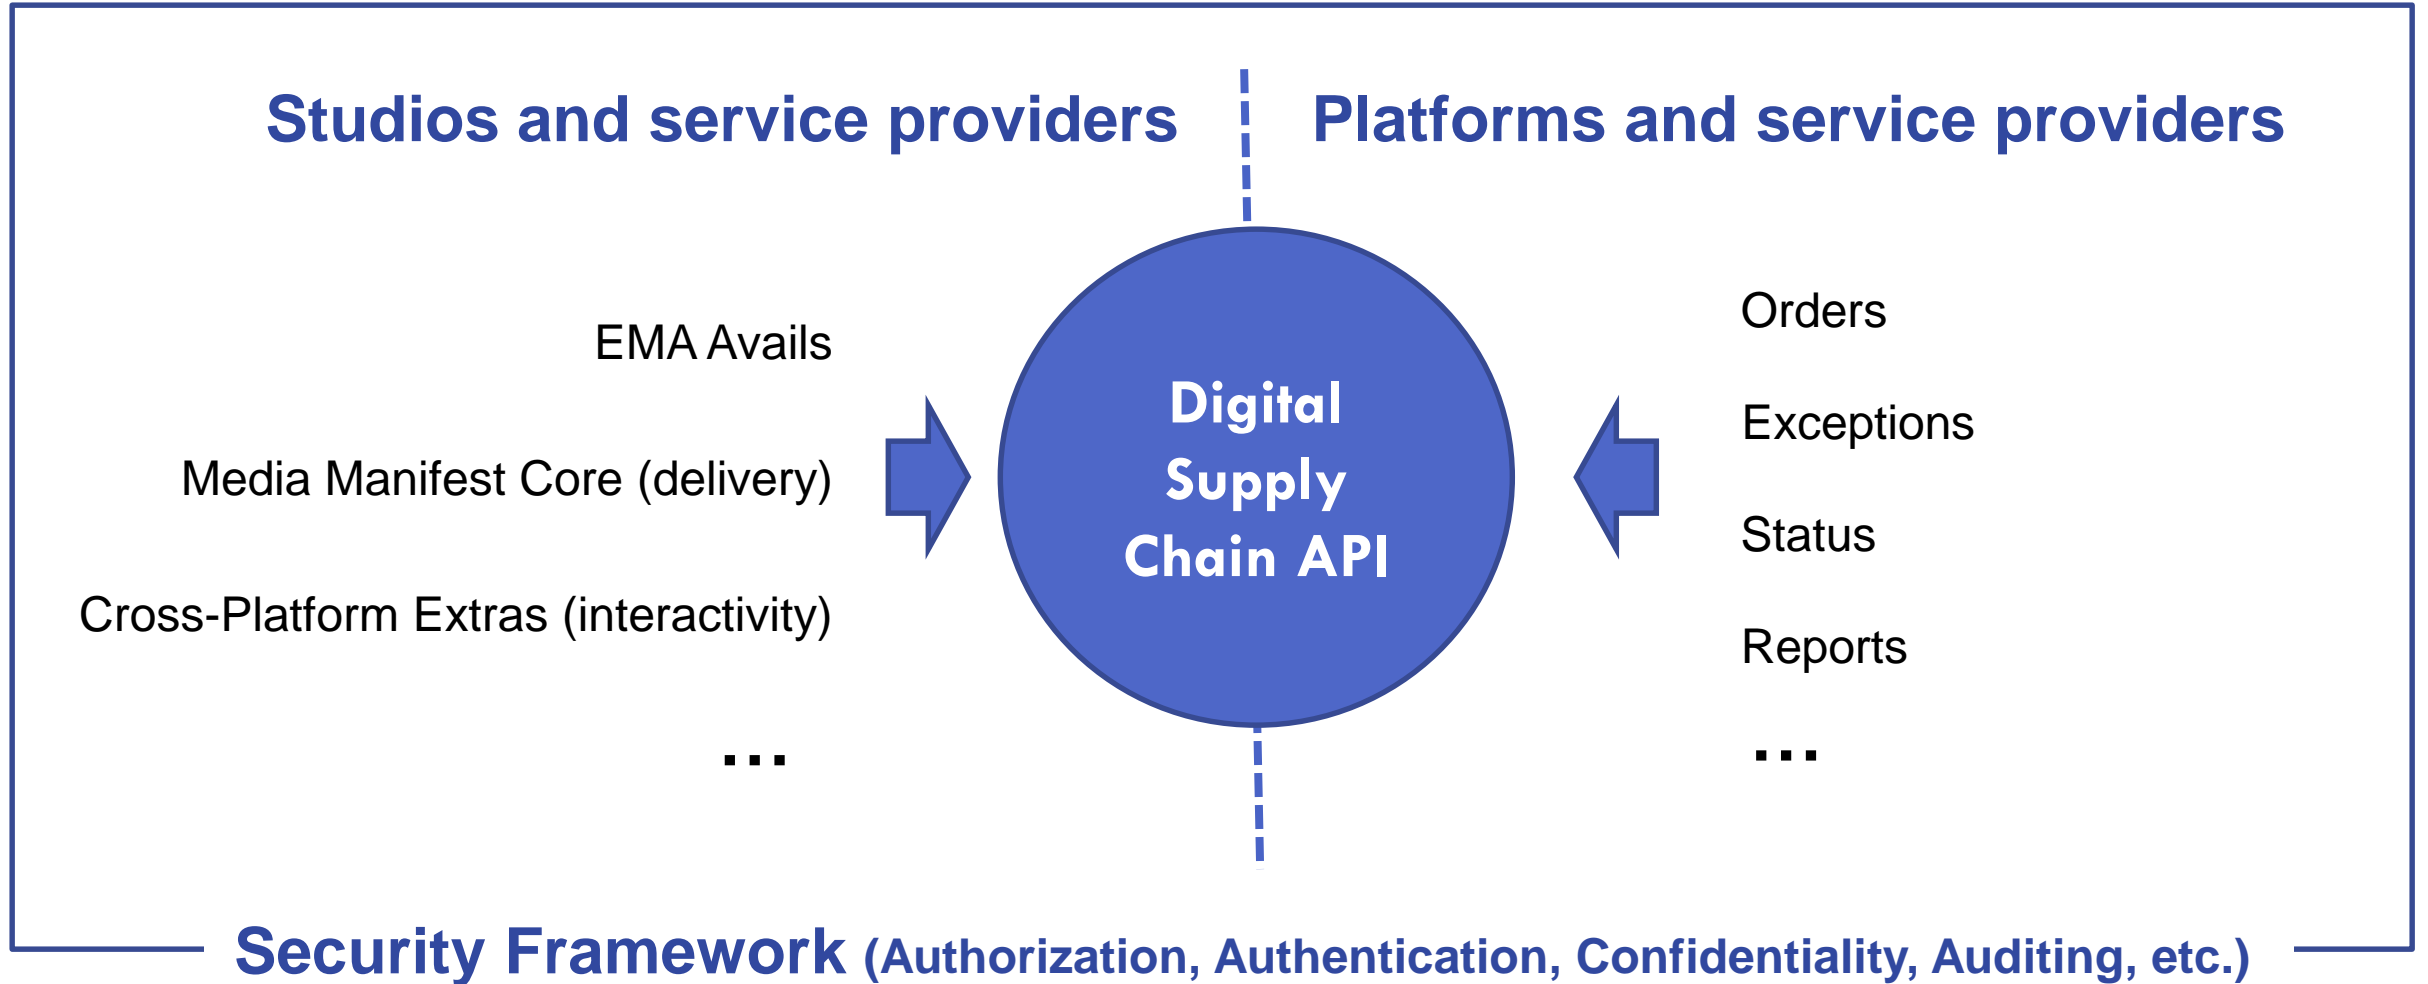 Studios and service providers
Platforms and service providers
EMA Avails
Media Manifest Core (delivery)
Cross-Platform Extras (interactivity)
...
Digital
Supply
Chain API
Orders
Exceptions
Status
Reports
...
Security Framework (Authorization, Authentication, Confidentiality, Auditing, etc.)